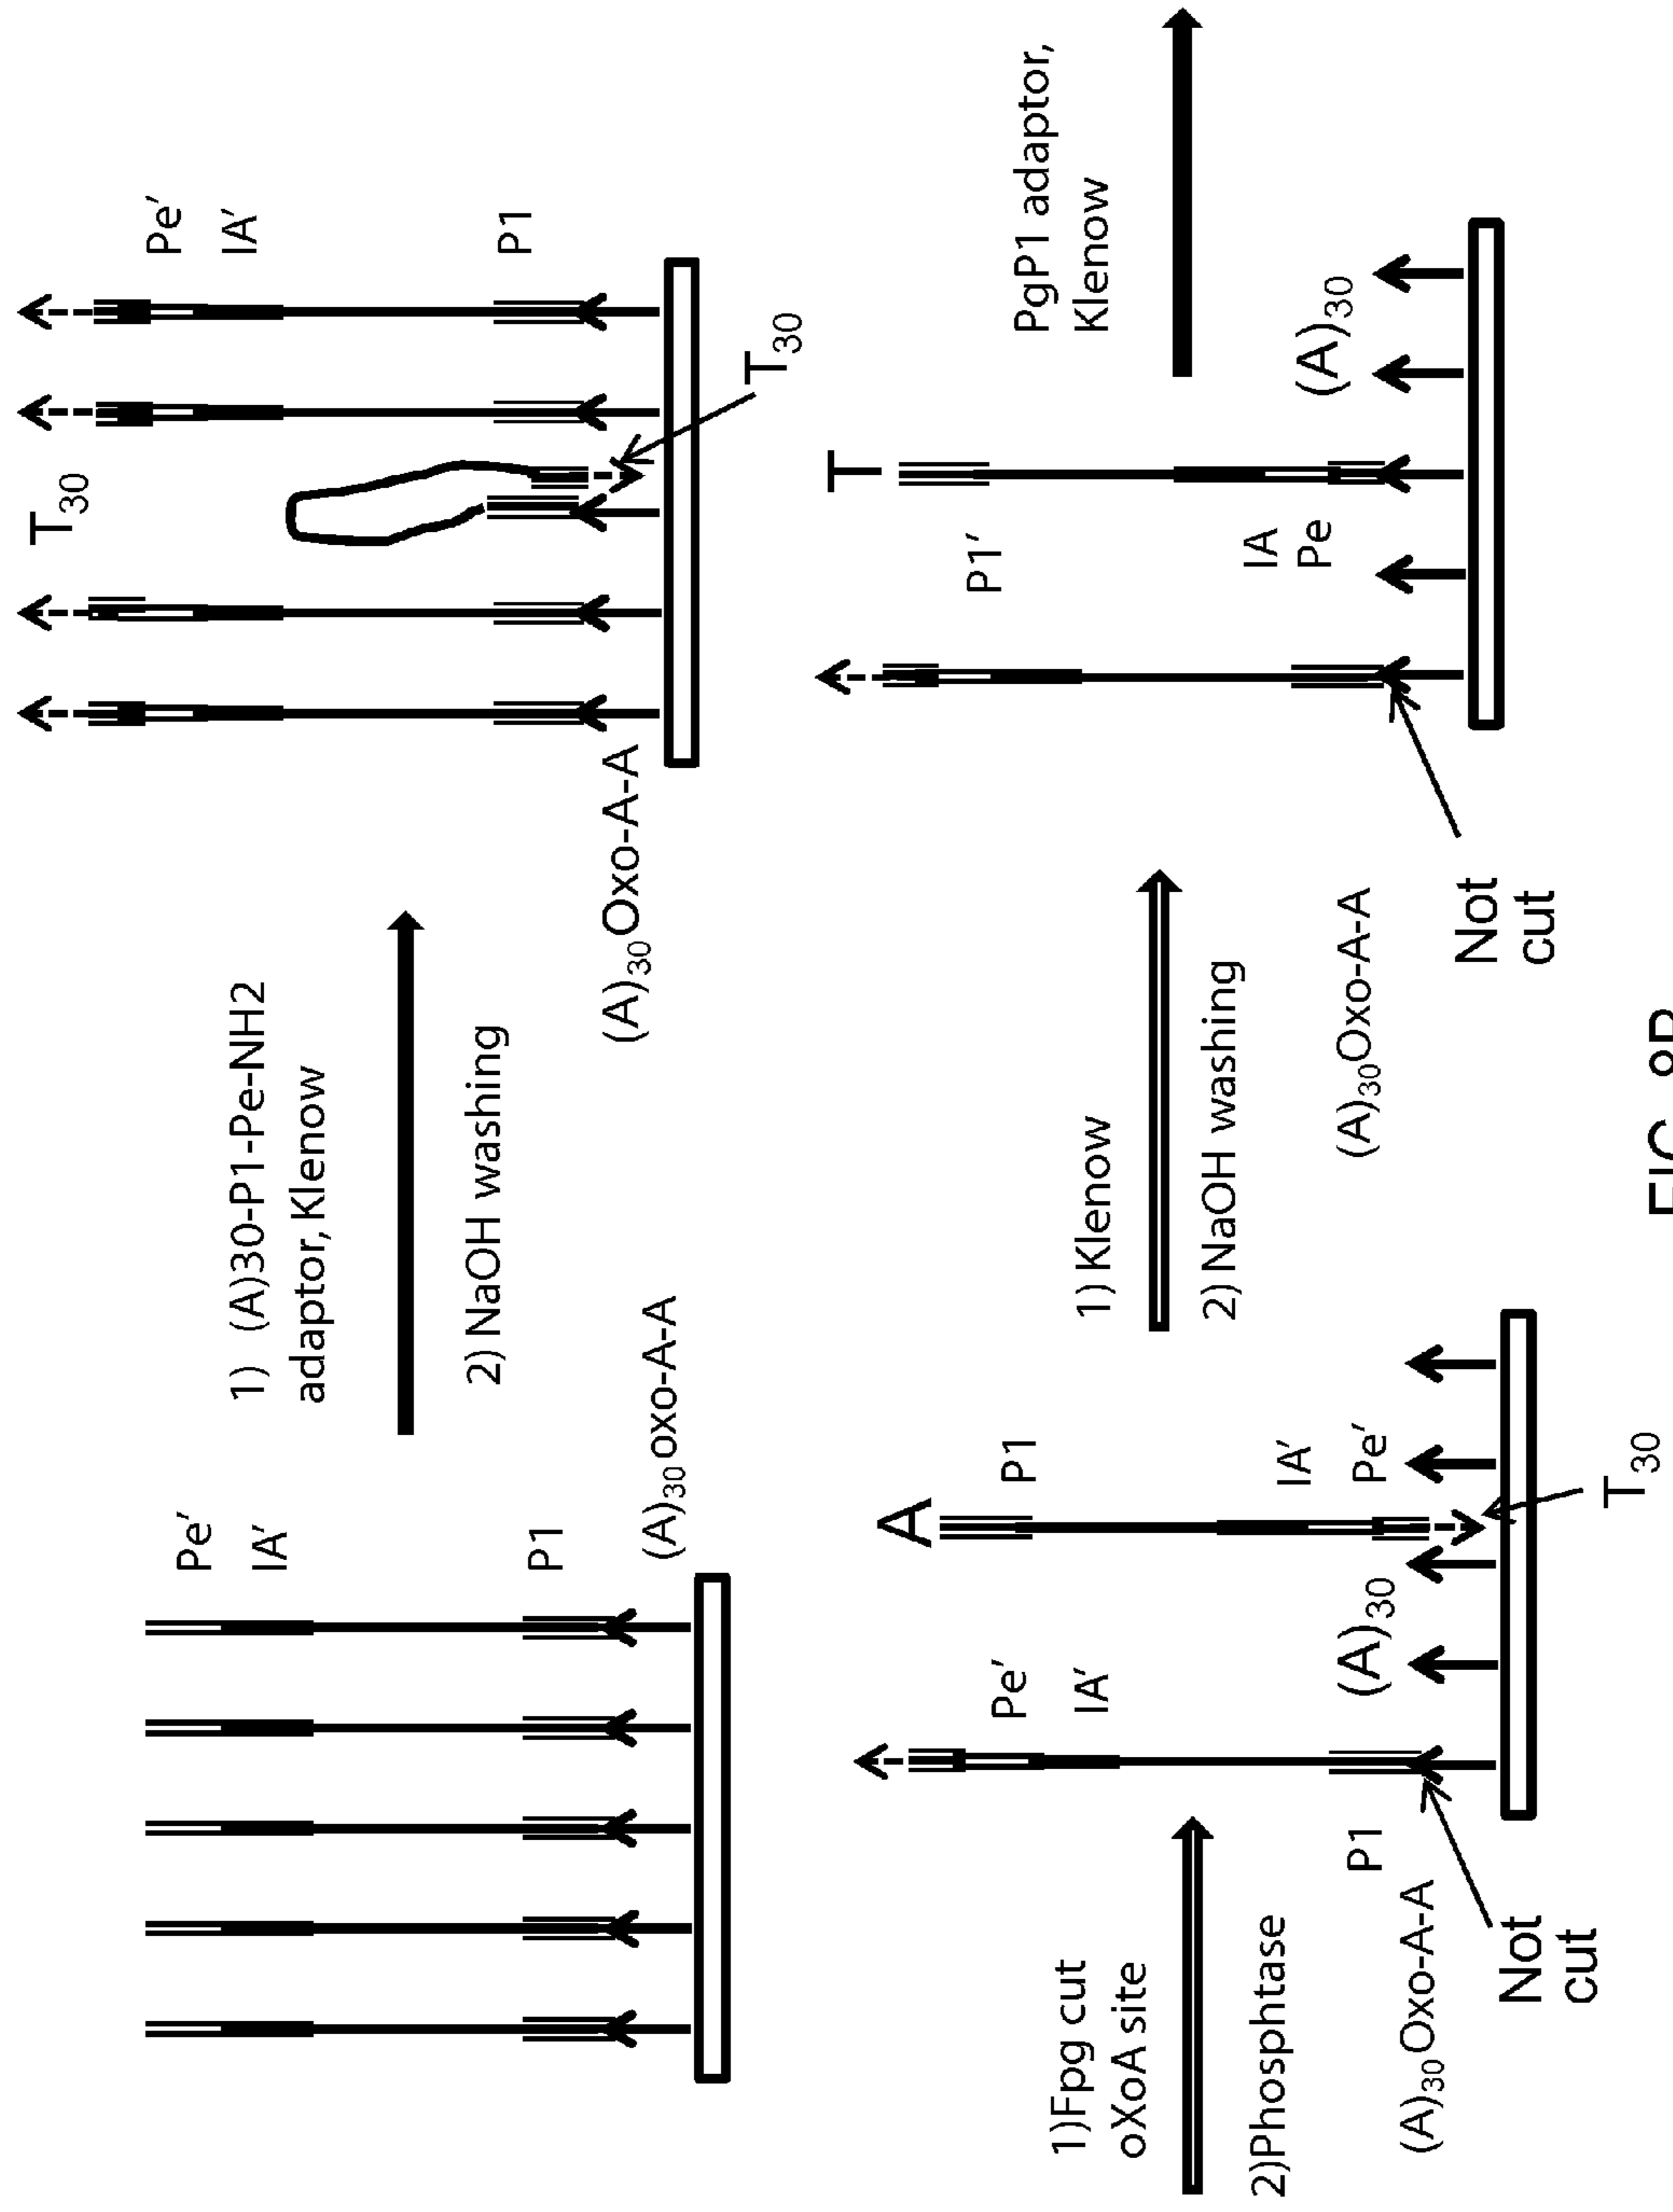 Pe'
IA'
P1
(A)30oxo-A-A
1) (A)30-P1-Pe-NH2
adaptor, Klenow
2) NaOH washing
T30
Pe'
IA'
P1
T30
(A)30Oxo-A-A
1)Fpg cut
oXoA site
2)Phosphtase
(A)30Oxo-A-A
Not
cut
Pe'
IA'
P1
A
P1
IA'
Pe'
(A)30
T30
1) Klenow
2) NaOH washing
(A)30Oxo-A-A
Not
cut
T
P1'
IA
Pe
(A)30
PgP1 adaptor,
Klenow
FIG. 8B